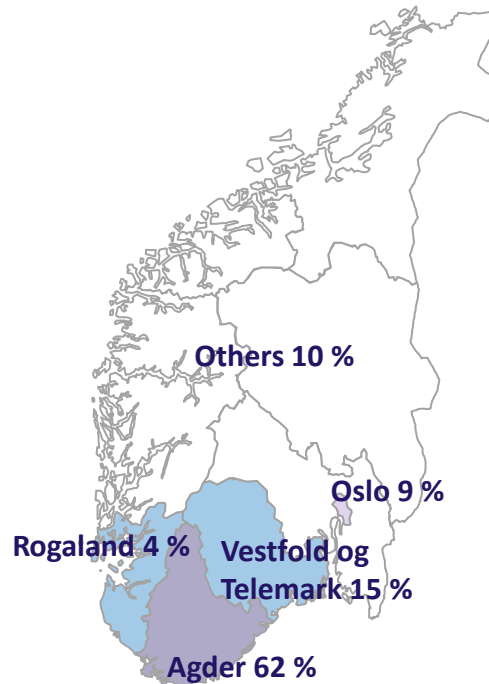 Others 10 %
Oslo 9 %
Rogaland 4 %
Vestfold og
Telemark 15 %
Agder 62 %